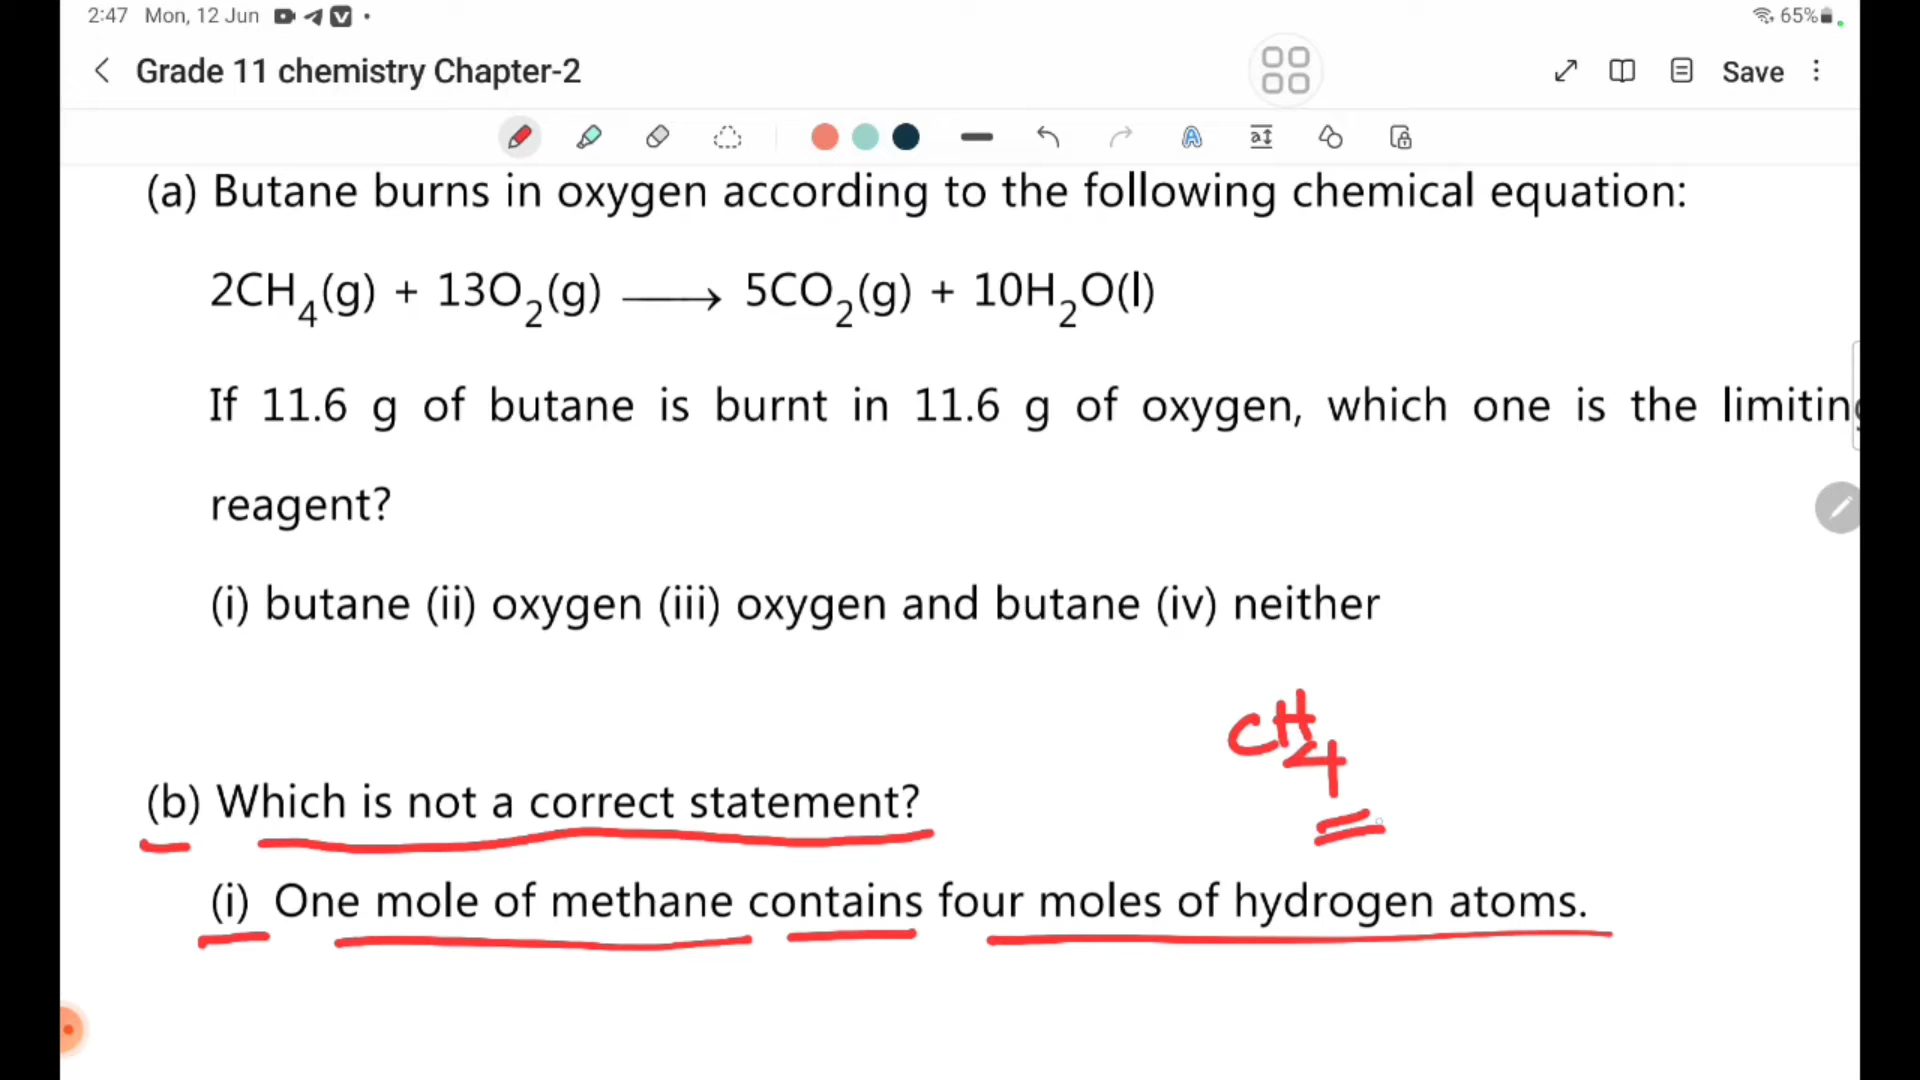 2:47 Mon, 12 Jun 65%
Grade 11 chemistry Chapter-2 Save
(a) Butane burns in oxygen according to the following chemical equation:
2CH₄(g) + 13O₂(g) ⟶ 5CO₂(g) + 10H₂O(l)
If 11.6 g of butane is burnt in 11.6 g of oxygen, which one is the limitin
reagent?
(i) butane (ii) oxygen (iii) oxygen and butane (iv) neither
CH₄
(b) Which is not a correct statement?
(i) One mole of methane contains four moles of hydrogen atoms.